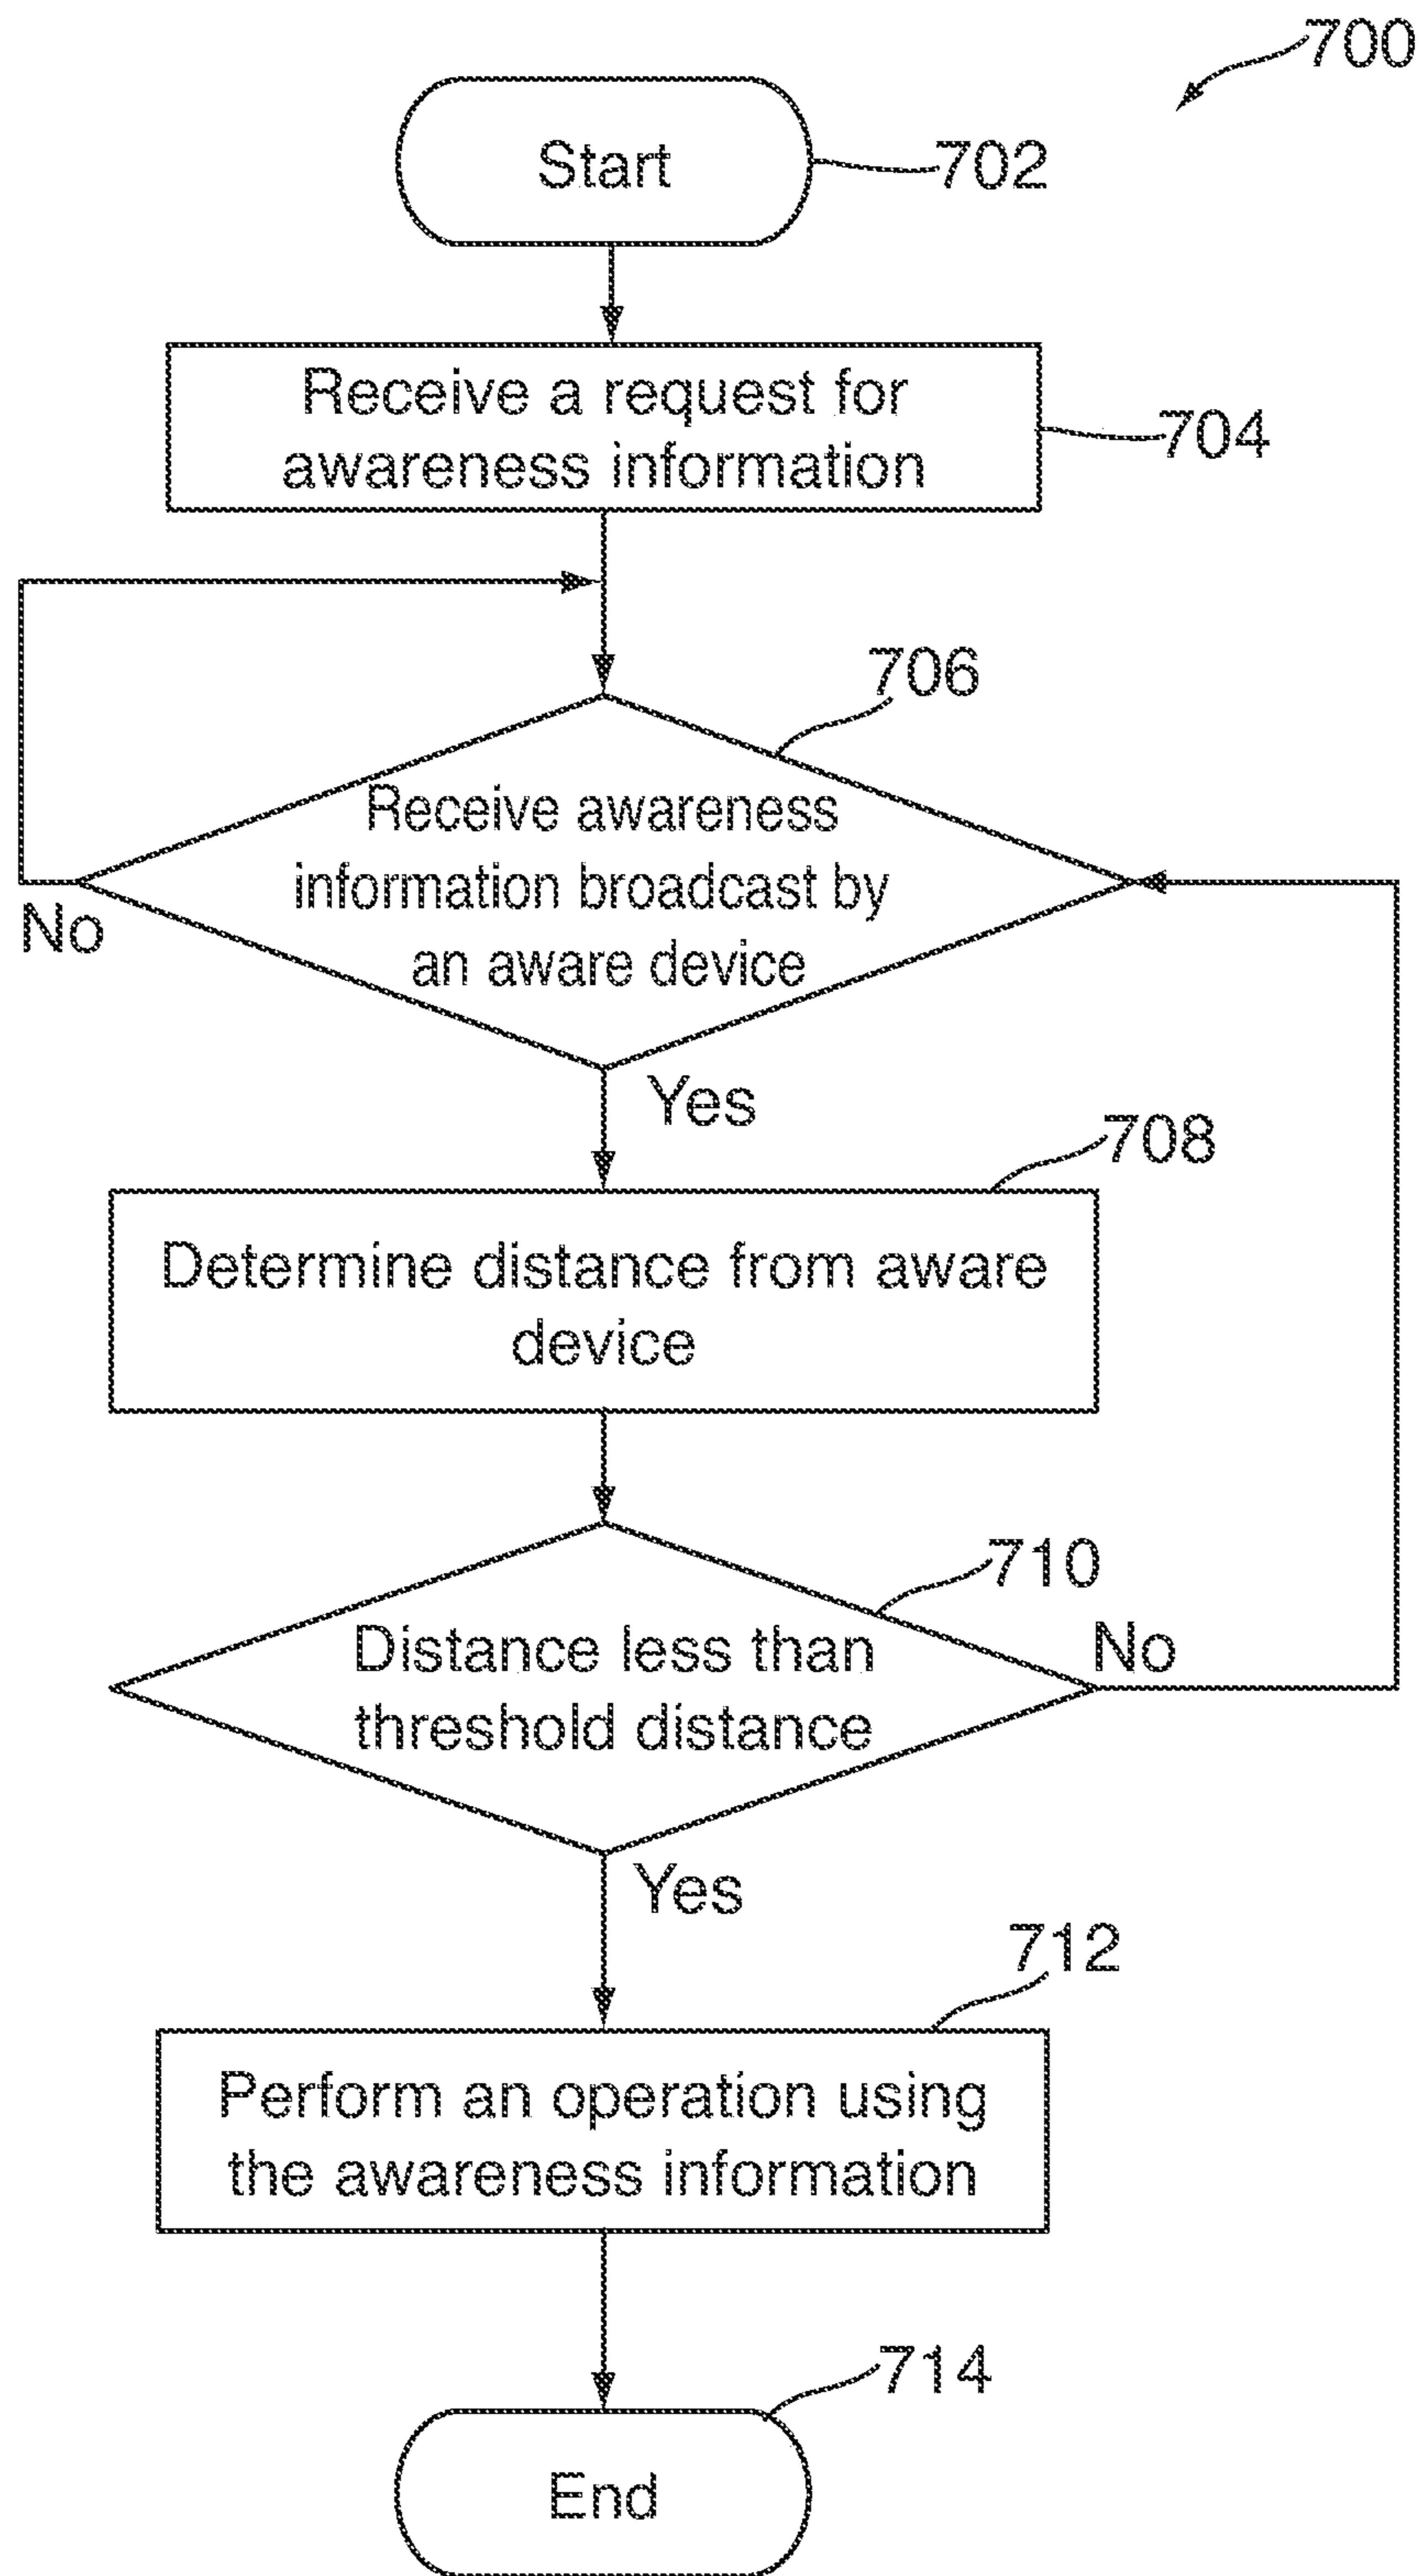 700
Start
702
Receive a request for
awareness information
704
706
Receive awareness
information broadcast by
an aware device
No
Yes
708
Determine distance from aware
device
710
Distance less than
threshold distance
No
Yes
712
Perform an operation using
the awareness information
714
End